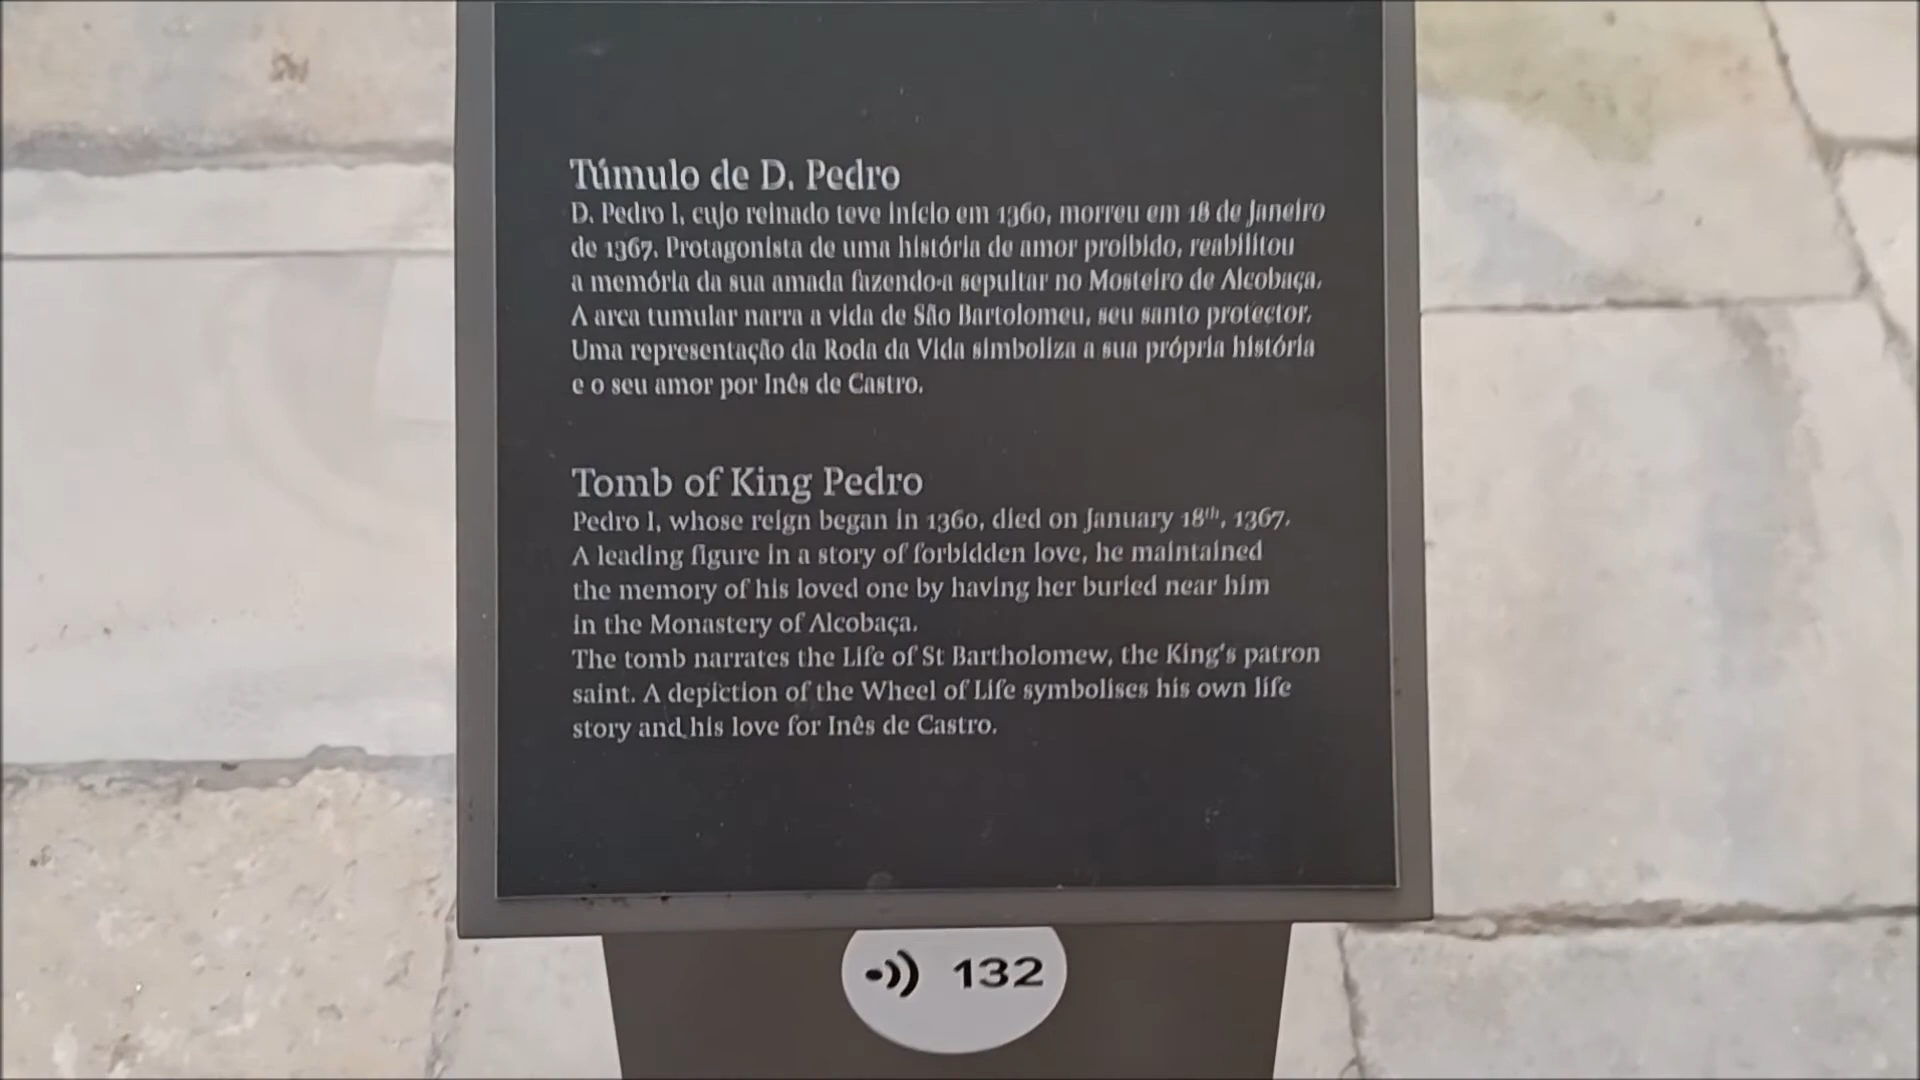 Túmulo de D. Pedro
D. Pedro I, cujo reinado teve início em 1360, morreu em 18 de Janeiro
de 1367. Protagonista de uma história de amor proibido, reabilitou
a memória da sua amada fazendo-a sepultar no Mosteiro de Alcobaça.
A arca tumular narra a vida de São Bartolomeu, seu santo protector.
Uma representação da Roda da Vida simboliza a sua própria história
e o seu amor por Inês de Castro.
Tomb of King Pedro
Pedro I, whose reign began in 1360, died on January 18th, 1367.
A leading figure in a story of forbidden love, he maintained
the memory of his loved one by having her buried near him
in the Monastery of Alcobaça.
The tomb narrates the Life of St Bartholomew, the King's patron
saint. A depiction of the Wheel of Life symbolises his own life
story and his love for Inês de Castro.
132